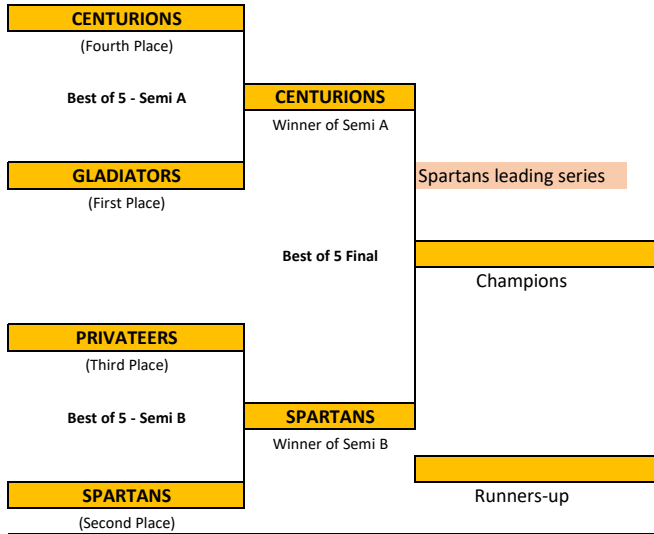 CENTURIONS
(Fourth Place)
Best of 5 - Semi A
CENTURIONS
Winner of Semi A
GLADIATORS
(First Place)
Spartans leading series
Best of 5 Final
Champions
PRIVATEERS
(Third Place)
Best of 5 - Semi B
SPARTANS
Winner of Semi B
SPARTANS
(Second Place)
Runners-up